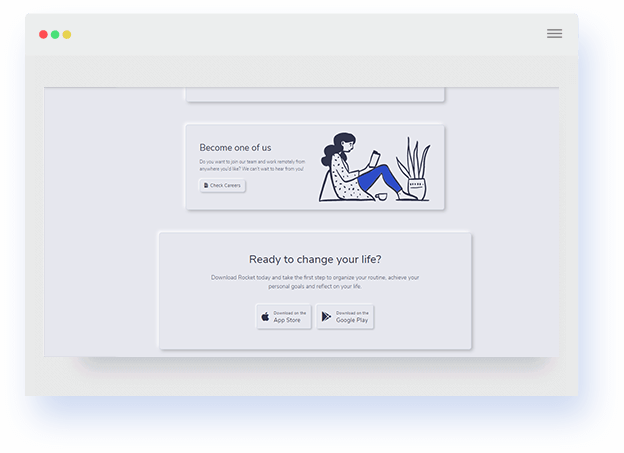 Become one of us
Do you want to join our team and work remotely from
anywhere you'd like? We can't wait to hear from you!
Check Careers
Ready to change your life?
Download Rocket today and take the first step to organize your routine, achieve your
personal goals and reflect on your life.
Download on the
App Store
Download on the
Google Play